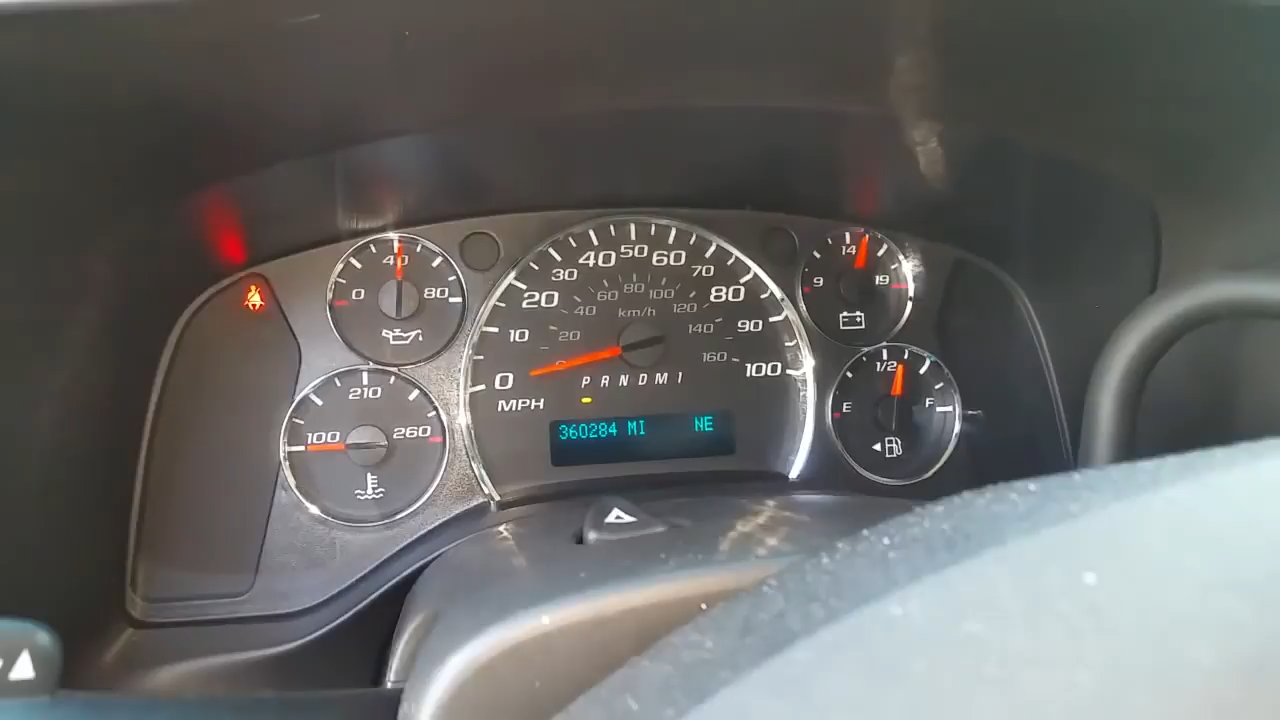 0 40 80
100 210 260
0 10 20 30 40 50 60 70 80 90 100
20 40 60 80 100 120 140 160
km/h
P R N D M 1
MPH
360284 MI NE
9 14 19
E 1/2 F